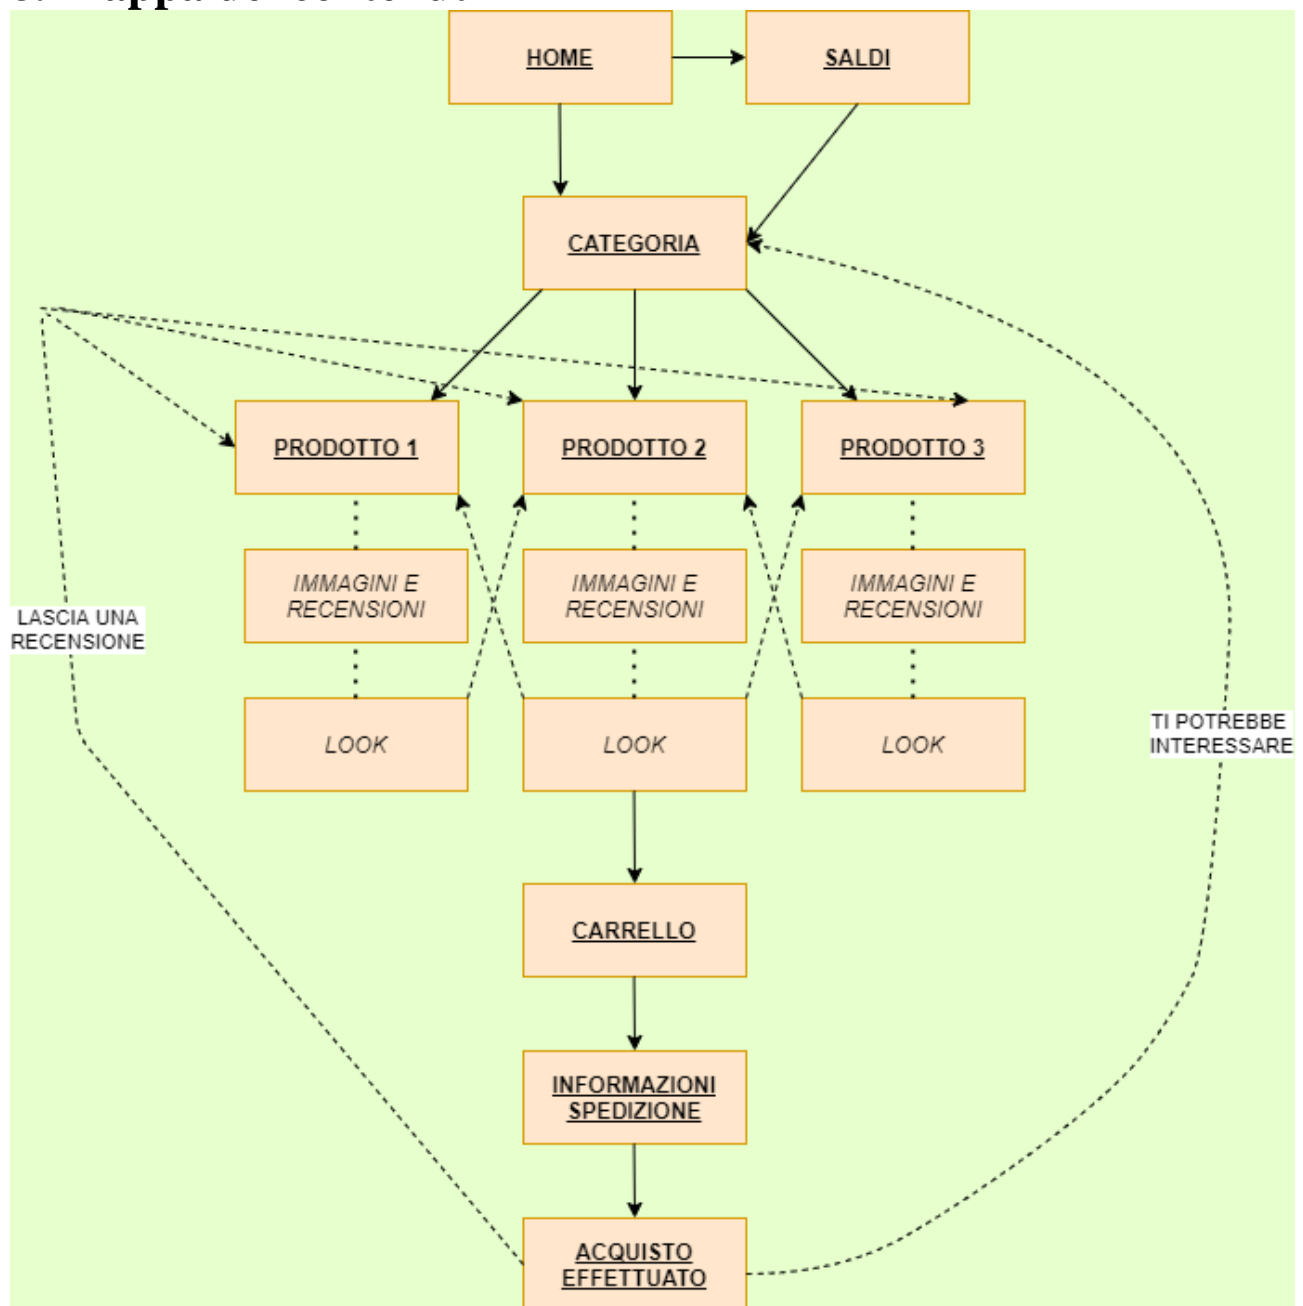 HOME
SALDI
CATEGORIA
PRODOTTO 1
PRODOTTO 2
PRODOTTO 3
IMMAGINI E
RECENSIONI
IMMAGINI E
RECENSIONI
IMMAGINI E
RECENSIONI
LASCIA UNA
RECENSIONE
LOOK
LOOK
LOOK
TI POTREBBE
INTERESSARE
CARRELLO
INFORMAZIONI
SPEDIZIONE
ACQUISTO
EFFETTUATO